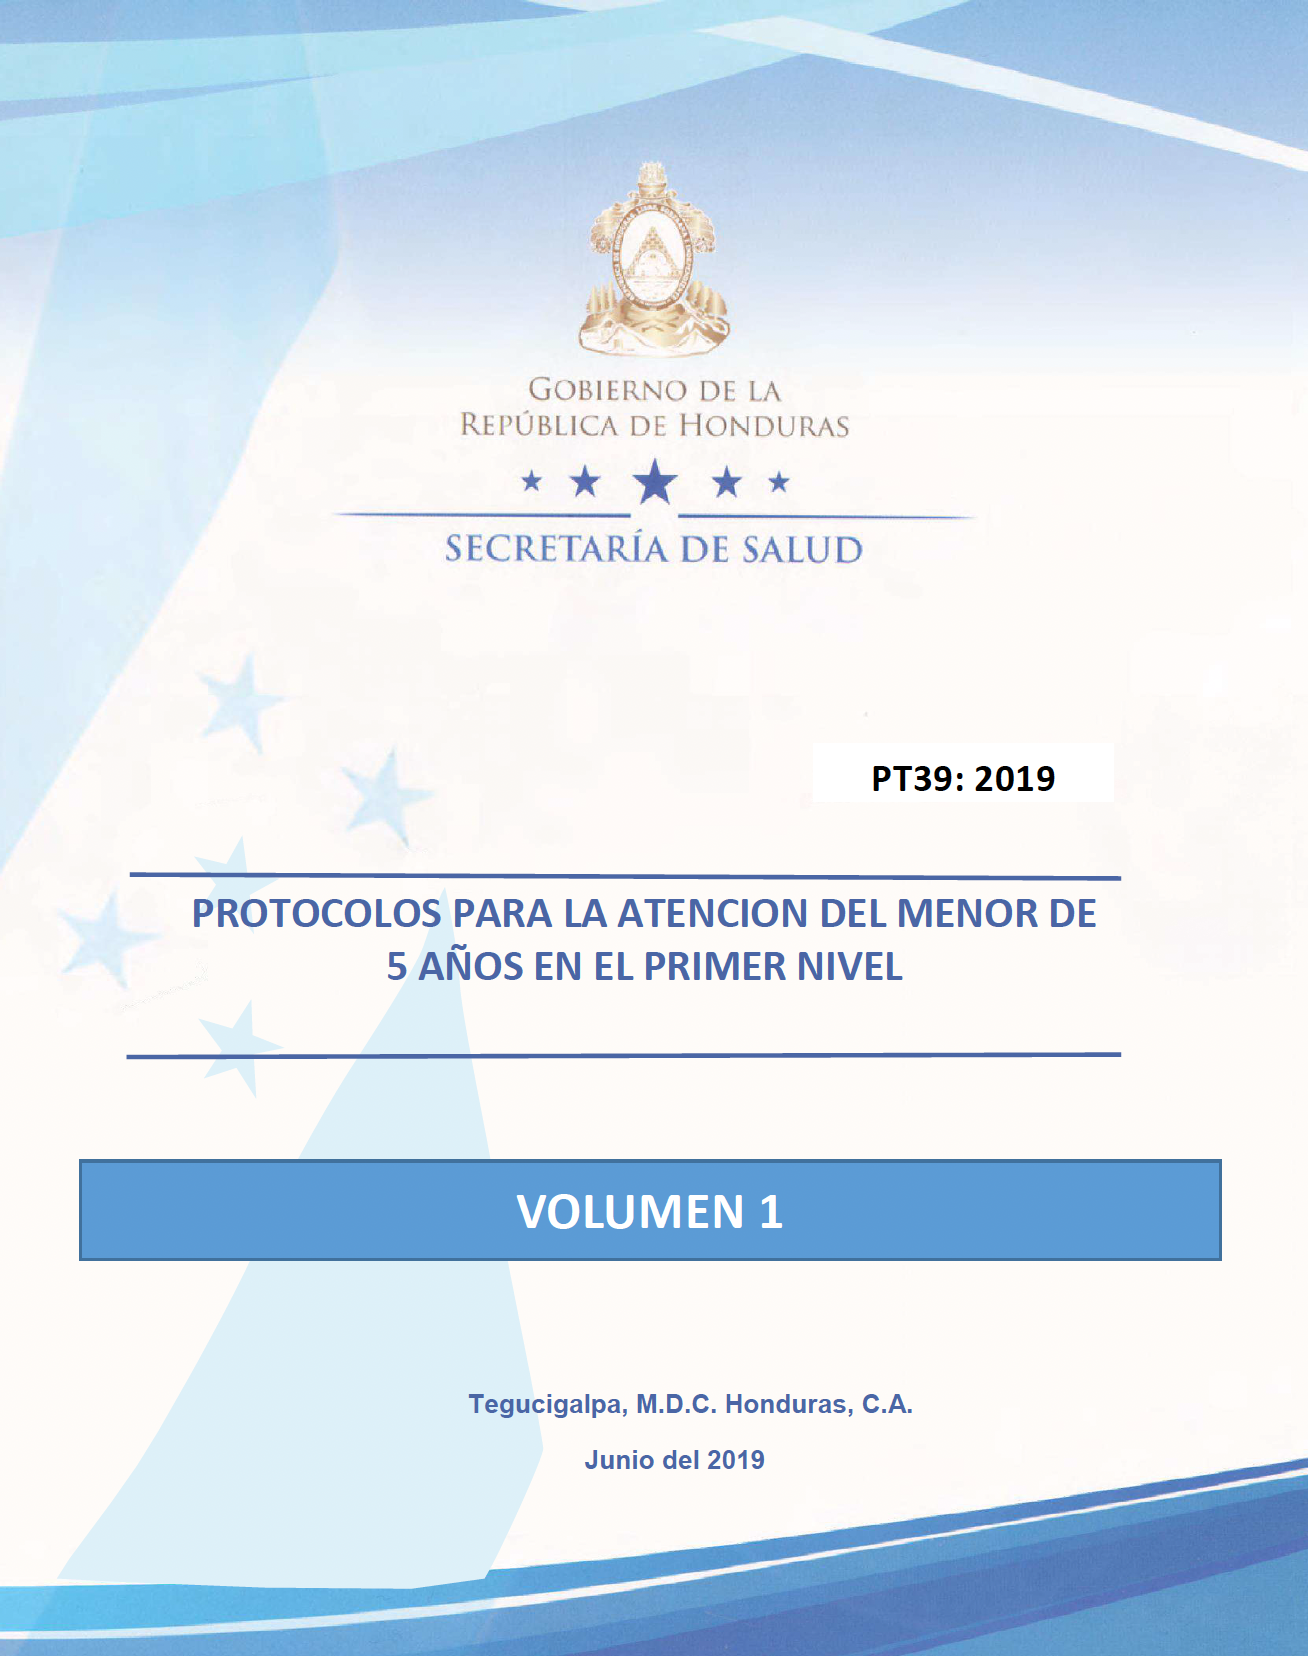 GOBIERNO DE LA
REPÚBLICA DE HONDURAS
SECRETARÍA DE SALUD
PT39: 2019
PROTOCOLOS PARA LA ATENCION DEL MENOR DE
5 AÑOS EN EL PRIMER NIVEL
VOLUMEN 1
Tegucigalpa, M.D.C. Honduras, C.A.
Junio del 2019